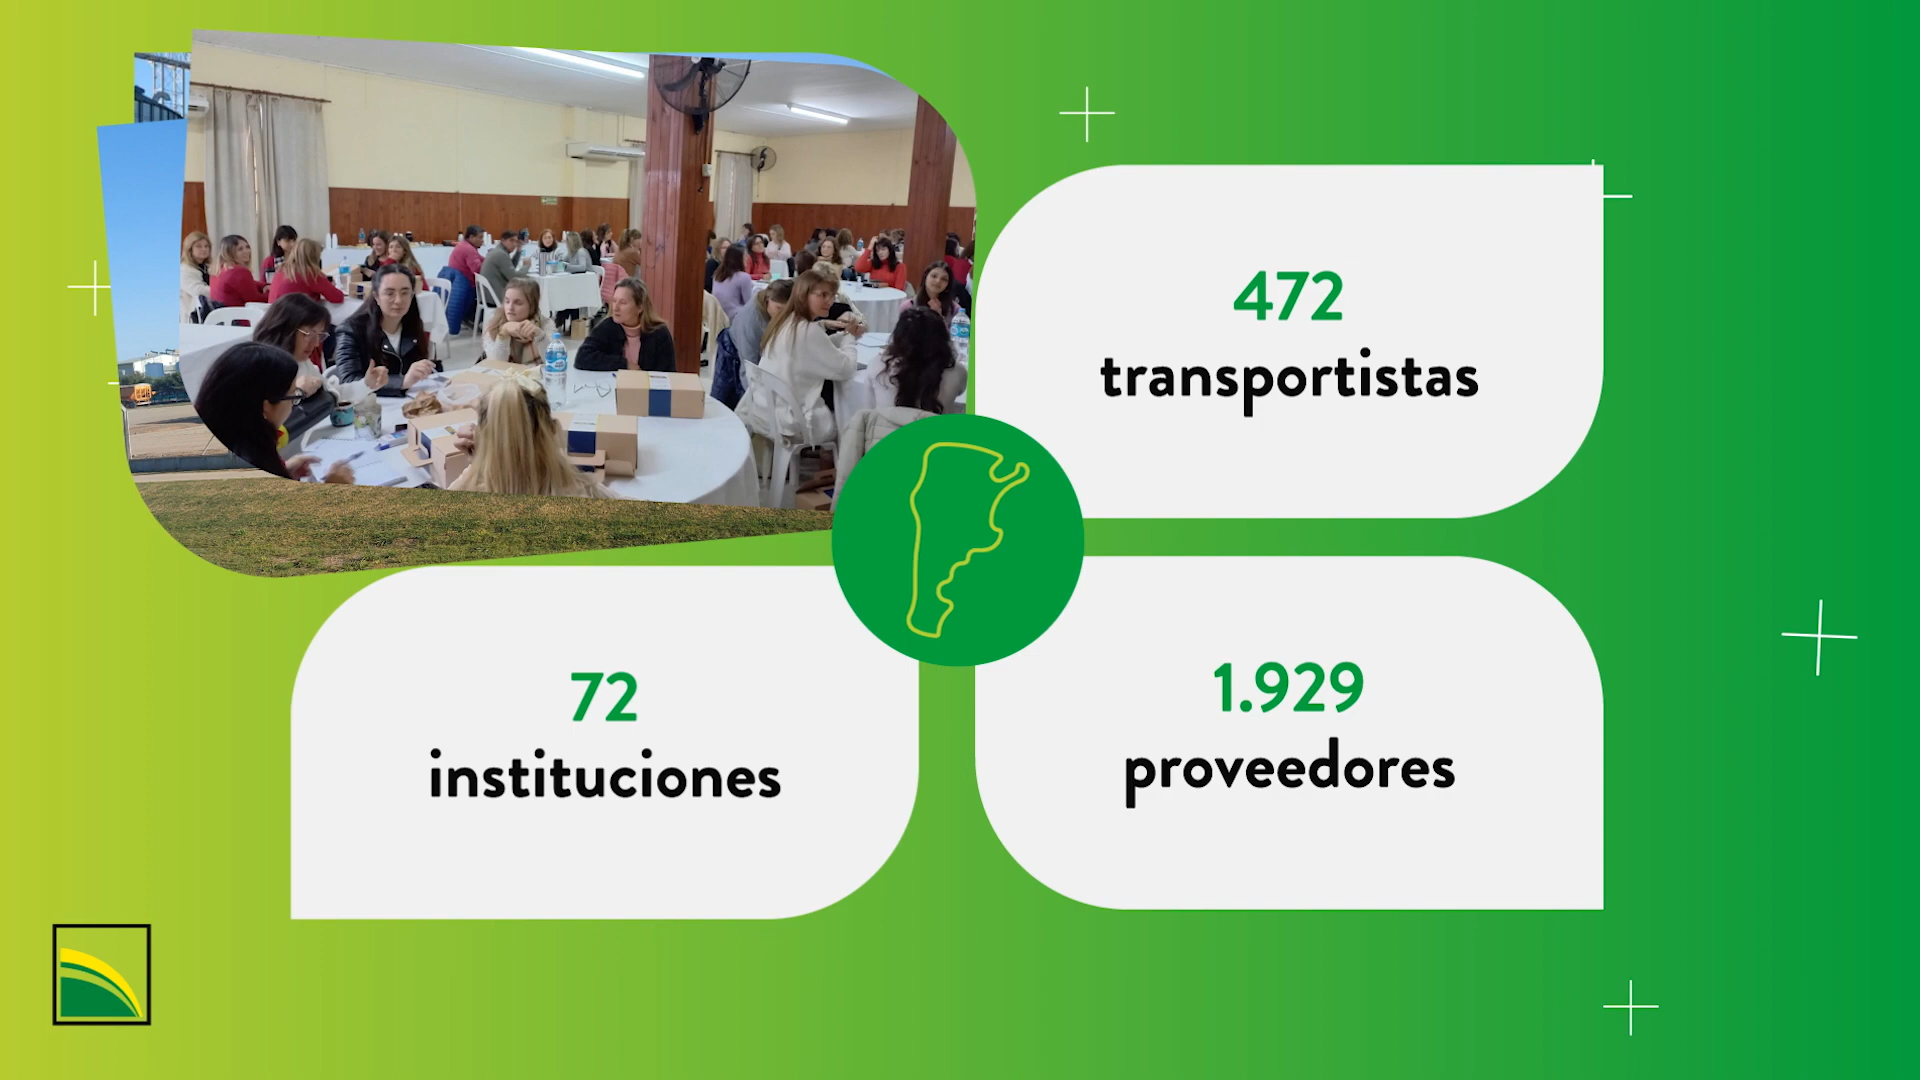 472
transportistas
72
instituciones
1.929
proveedores